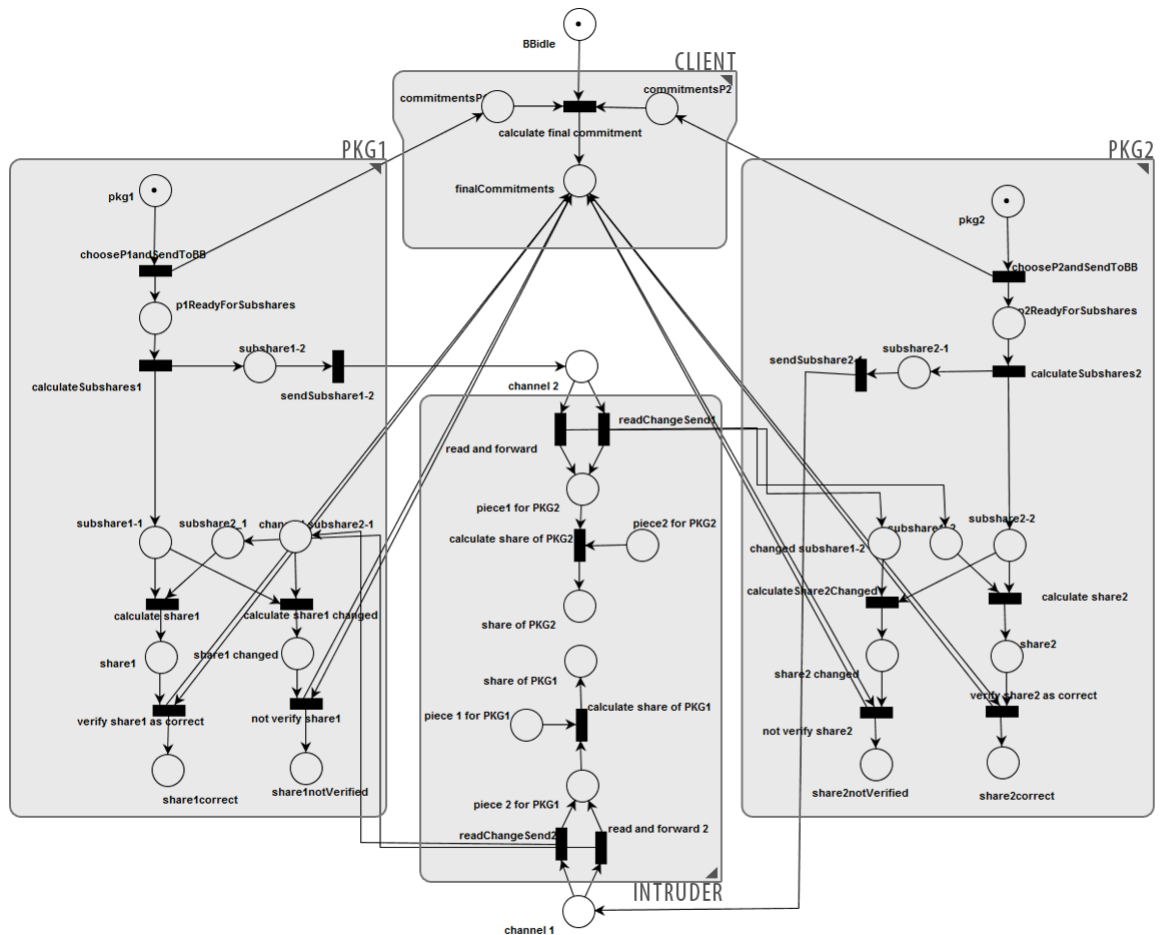 BBidle
CLIENT
commitmentsP1
commitmentsP2
calculate final commitment
PKG1
PKG2
pkg1
finalCommitments
pkg2
chooseP1andSendToBB
chooseP2andSendToBB
p1ReadyForSubshares
p2ReadyForSubshares
subshare1-2
sendSubshare2-1
subshare2-1
calculateSubshares1
sendSubshare1-2
channel 2
calculateSubshares2
readChangeSend1
read and forward
piece1 for PKG2
subshare1-1
subshare2_1
changed subshare2-1
piece2 for PKG2
subshare1-2
subshare2-2
calculate share of PKG2
changed subshare1-2
calculate share1
calculate share1 changed
calculateShare2Changed
calculate share2
share of PKG2
share1
share1 changed
share2
share of PKG1
share2 changed
verify share1 as correct
not verify share1
piece 1 for PKG1
calculate share of PKG1
verify share2 as correct
not verify share2
share1correct
share1notVerified
piece 2 for PKG1
share2notVerified
share2correct
readChangeSend2
read and forward 2
INTRUDER
channel 1